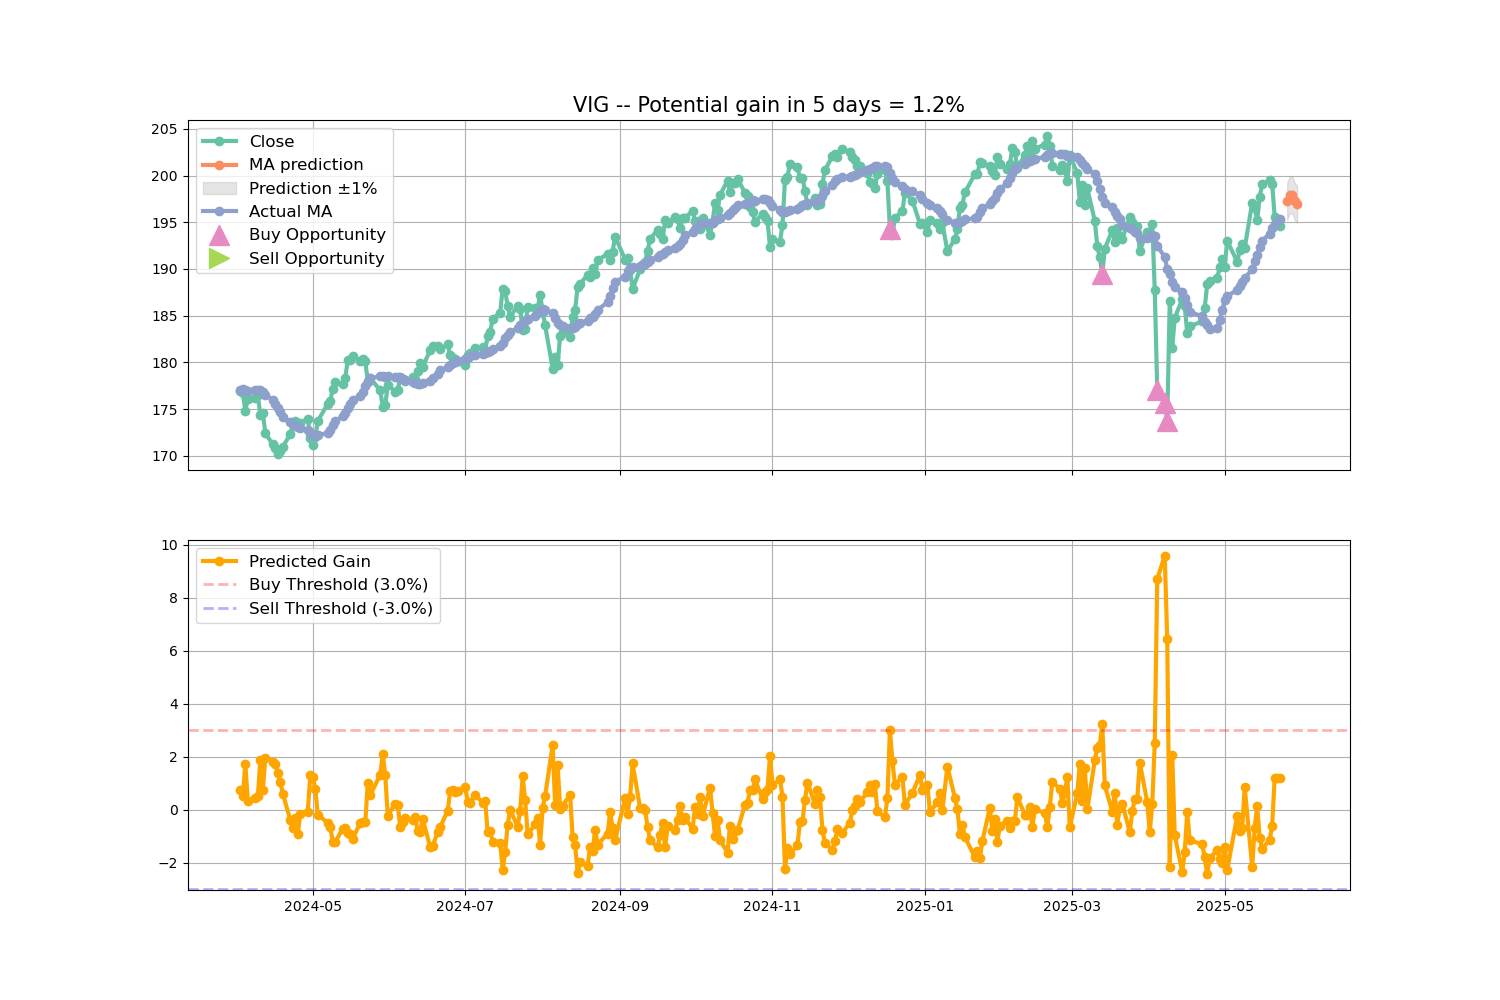 VIG -- Potential gain in 5 days = 1.2%
205
200
195
190
185
180
175
170
Close
MA prediction
Prediction ±1%
Actual MA
Buy Opportunity
Sell Opportunity
10
8
6
4
2
0
−2
Predicted Gain
Buy Threshold (3.0%)
Sell Threshold (-3.0%)
2024-05 2024-07 2024-09 2024-11 2025-01 2025-03 2025-05